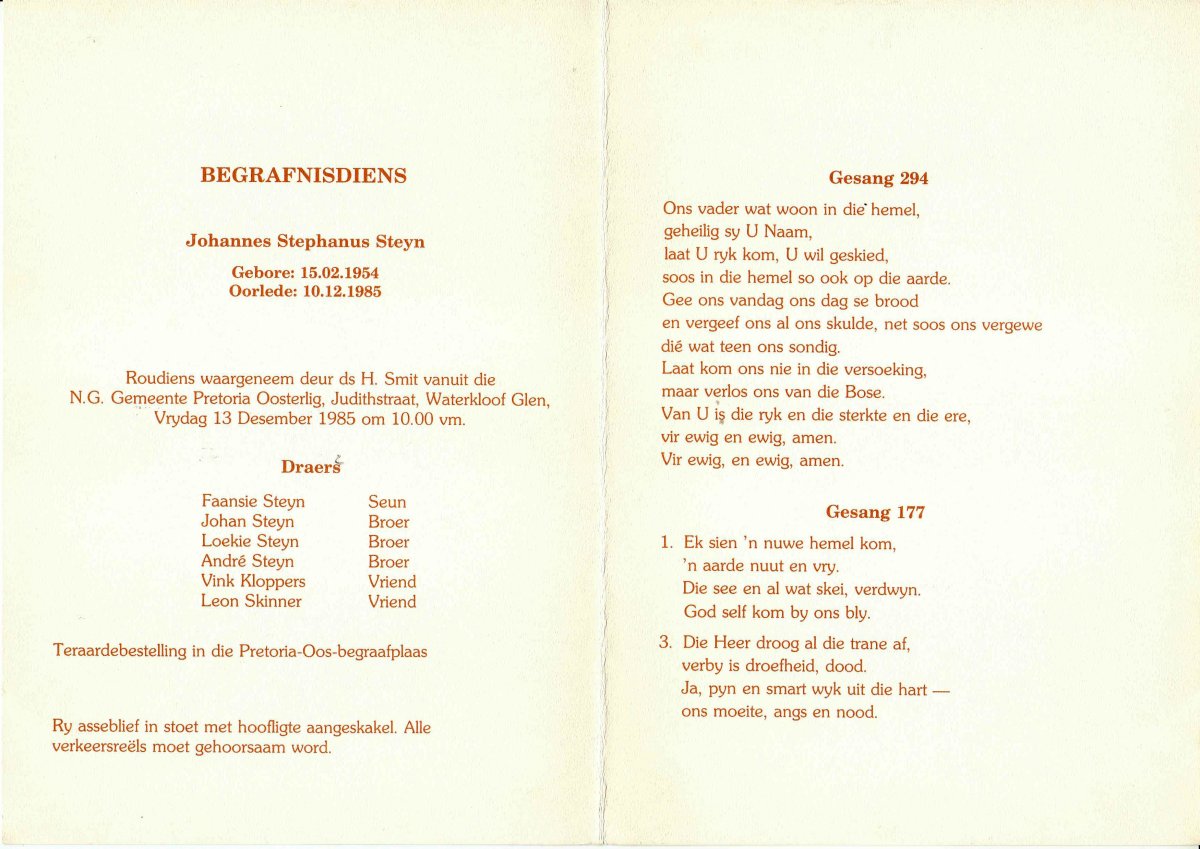 BEGRAFNISDIENS
Johannes Stephanus Steyn
Gebore: 15.02.1954
Oorlede: 10.12.1985
Roudiens waargeneem deur ds H. Smit vanuit die
N.G. Gemeente Pretoria Oosterlig, Judithstraat, Waterkloof Glen,
Vrydag 13 Desember 1985 om 10.00 vm.
Draers
Faansie Steyn Seun
Johan Steyn Broer
Loekie Steyn Broer
André Steyn Broer
Vink Kloppers Vriend
Leon Skinner Vriend
Teraardebestelling in die Pretoria-Oos-begraafplaas
Ry asseblief in stoet met hoofligte aangeskakel. Alle
verkeersreëls moet gehoorsaam word.
Gesang 294
Ons vader wat woon in die hemel,
geheilig sy U Naam,
laat U ryk kom, U wil geskied,
soos in die hemel so ook op die aarde.
Gee ons vandag ons dag se brood
en vergeef ons al ons skulde, net soos ons vergewe
dié wat teen ons sondig.
Laat kom ons nie in die versoeking,
maar verlos ons van die Bose.
Van U is die ryk en die sterkte en die ere,
vir ewig en ewig, amen.
Vir ewig, en ewig, amen.
Gesang 177
1. Ek sien 'n nuwe hemel kom,
'n aarde nuut en vry.
Die see en al wat skei, verdwyn.
God self kom by ons bly.
3. Die Heer droog al die trane af,
verby is droefheid, dood.
Ja, pyn en smart wyk uit die hart —
ons moeite, angs en nood.